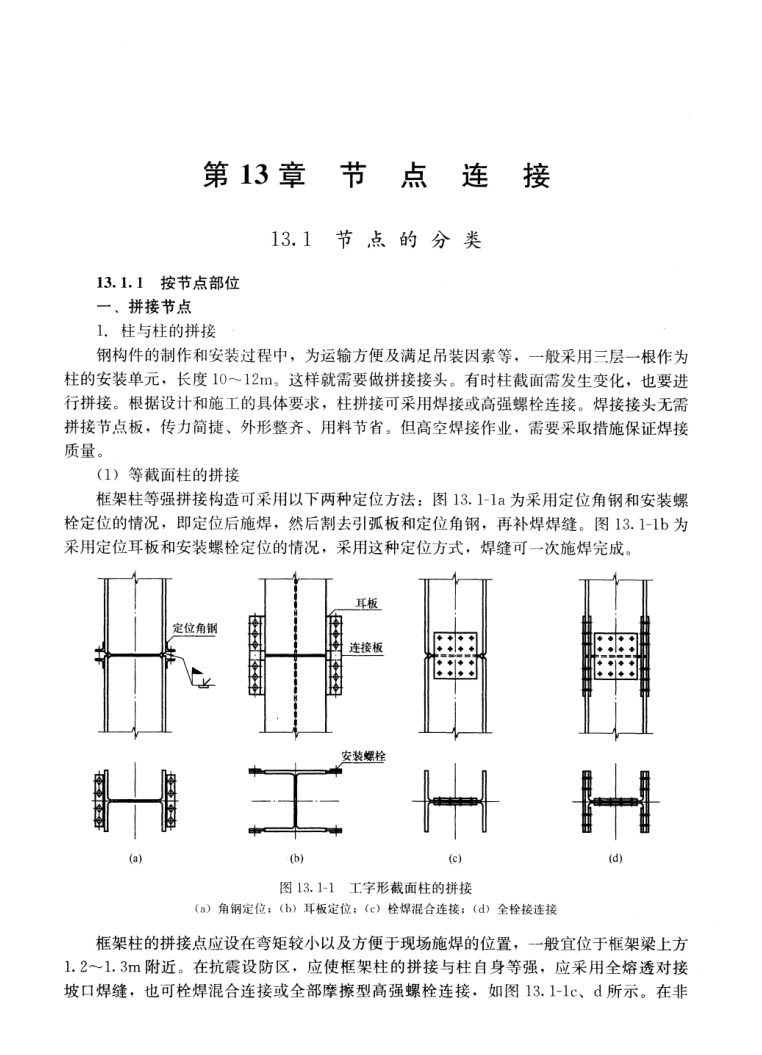 第 13 章 节 点 连 接
13.1 节 点 的 分 类
13.1.1 按节点部位
一、拼接节点
1. 柱与柱的拼接
钢构件的制作和安装过程中，为运输方便及满足吊装因素等，一般采用三层一根作为
柱的安装单元，长度 10～12m。这样就需要做拼接接头。有时柱截面需发生变化，也要进
行拼接。根据设计和施工的具体要求，柱拼接可采用焊接或高强螺栓连接。焊接接头无需
拼接节点板，传力简捷、外形整齐、用料节省。但高空焊接作业，需要采取措施保证焊接
质量。
（1）等截面柱的拼接
框架柱等强拼接构造可采用以下两种定位方法：图 13.1-1a 为采用定位角钢和安装螺
栓定位的情况，即定位后施焊，然后割去引弧板和定位角钢，再补焊焊缝。图 13.1-1b 为
采用定位耳板和安装螺栓定位的情况，采用这种定位方式，焊缝可一次施焊完成。
定位角钢
耳板
连接板
安装螺栓
(a)
(b)
(c)
(d)
图 13.1-1 工字形截面柱的拼接
（a）角钢定位；（b）耳板定位；（c）栓焊混合连接；（d）全栓接连接
框架柱的拼接点应设在弯矩较小以及方便于现场施焊的位置，一般宜位于框架梁上方
1.2～1.3m 附近。在抗震设防区，应使框架柱的拼接与柱自身等强，应采用全熔透对接
坡口焊缝，也可栓焊混合连接或全部摩擦型高强螺栓连接，如图 13.1-1c、d 所示。在非